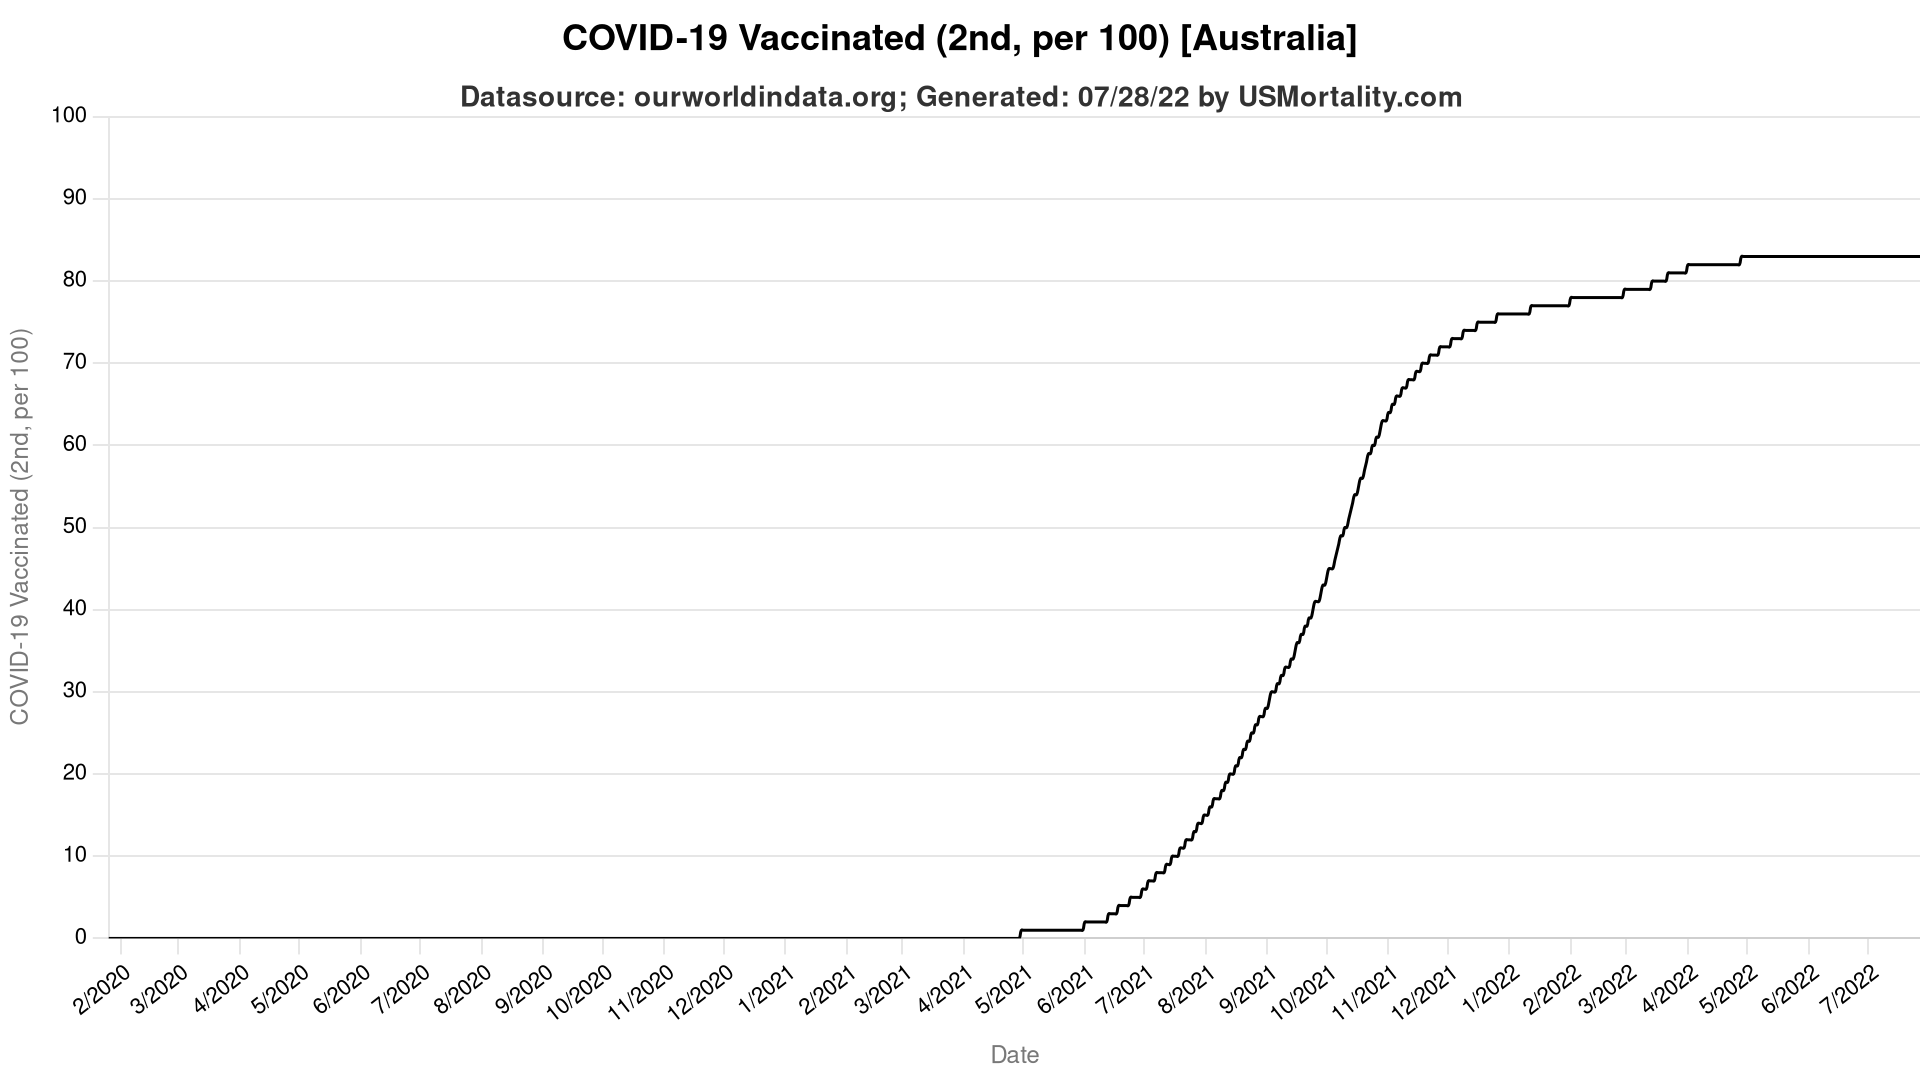 COVID-19 Vaccinated (2nd, per 100) [Australia]
Datasource: ourworldindata.org; Generated: 07/28/22 by USMortality.com
COVID-19 Vaccinated (2nd, per 100)
100
90
80
70
60
50
40
30
20
10
0
2/2020 3/2020 4/2020 5/2020 6/2020 7/2020 8/2020 9/2020 10/2020 11/2020 12/2020 1/2021 2/2021 3/2021 4/2021 5/2021 6/2021 7/2021 8/2021 9/2021 10/2021 11/2021 12/2021 1/2022 2/2022 3/2022 4/2022 5/2022 6/2022 7/2022
Date